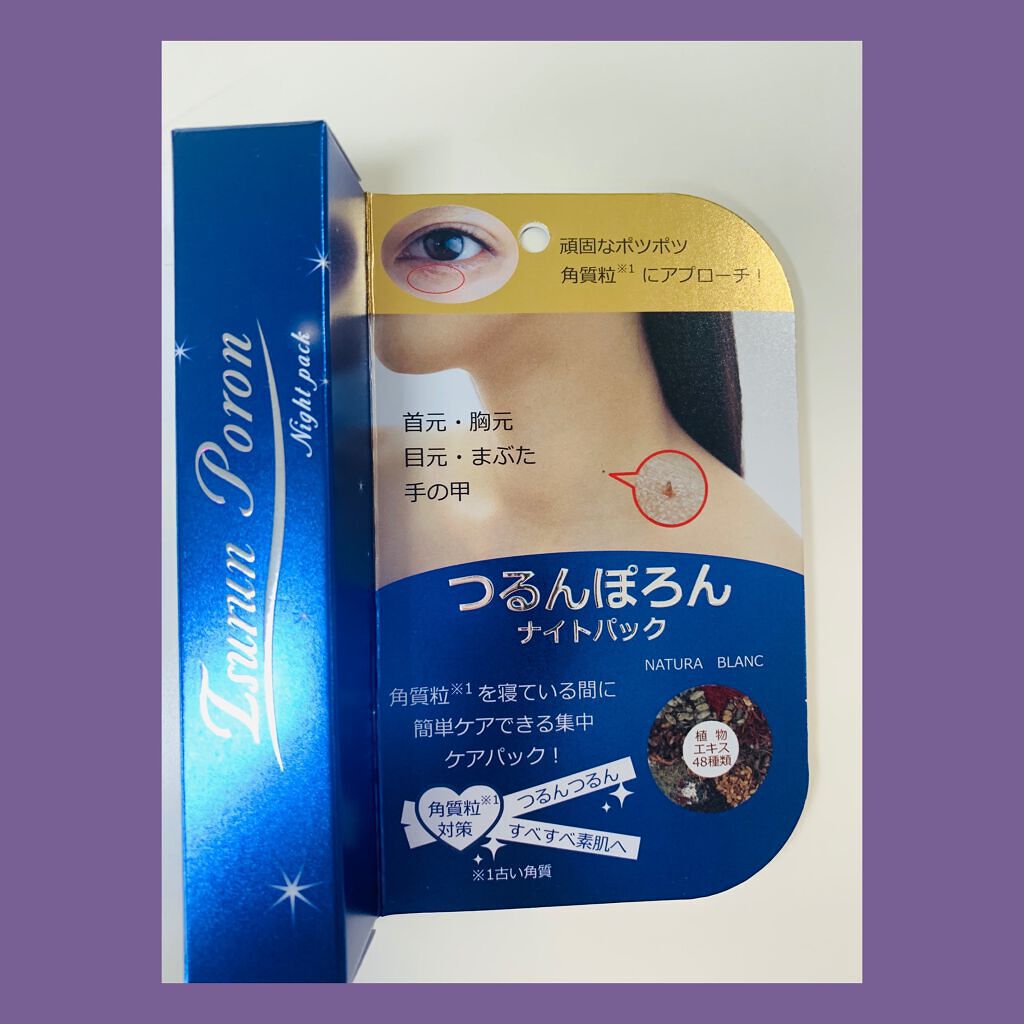 Tsurun Poron
Night pack
頑固なポツポツ
角質粒※1 にアプローチ!
首元・胸元
目元・まぶた
手の甲
つるんぽろん
ナイトパック
NATURA BLANC
角質粒※1を寝ている間に
簡単ケアできる集中
ケアパック!
植物
エキス
48種類
角質粒※1
対策
つるんつるん
すべすべ素肌へ
※1古い角質